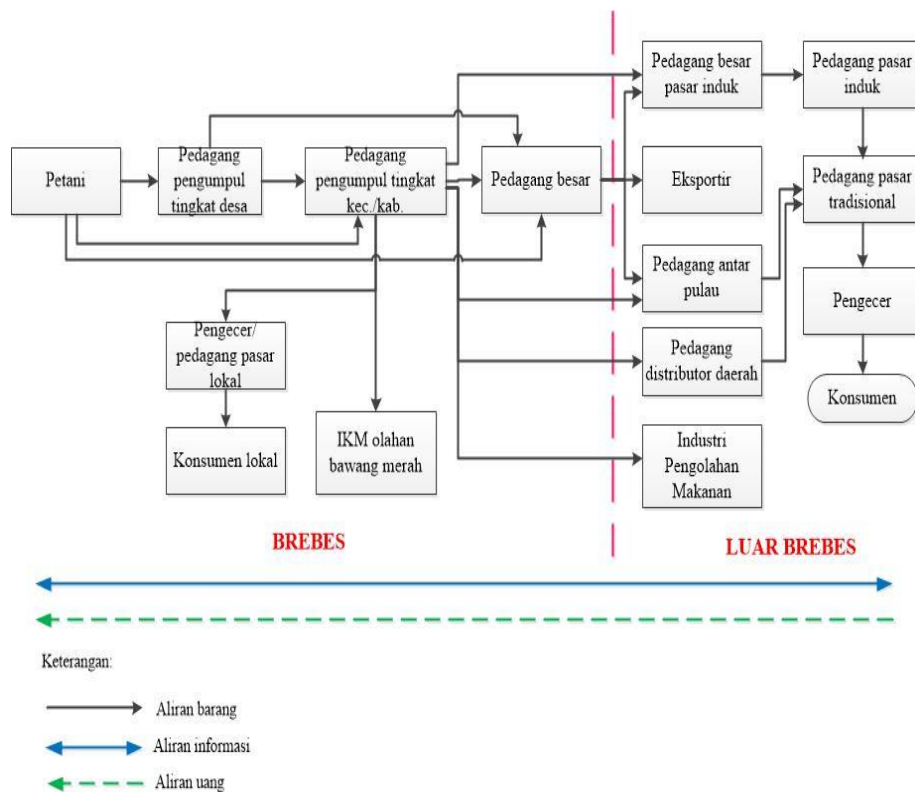 Petani
Pedagang
pengumpul
tingkat desa
Pedagang
pengumpul tingkat
kec./kab.
Pedagang besar
Pengecer/
pedagang pasar
lokal
Konsumen lokal
IKM olahan
bawang merah
Pedagang besar
pasar induk
Pedagang pasar
induk
Eksportir
Pedagang pasar
tradisional
Pedagang antar
pulau
Pengecer
Pedagang
distributor daerah
Konsumen
Industri
Pengolahan
Makanan
BREBES
LUAR BREBES
Keterangan:
Aliran barang
Aliran informasi
Aliran uang